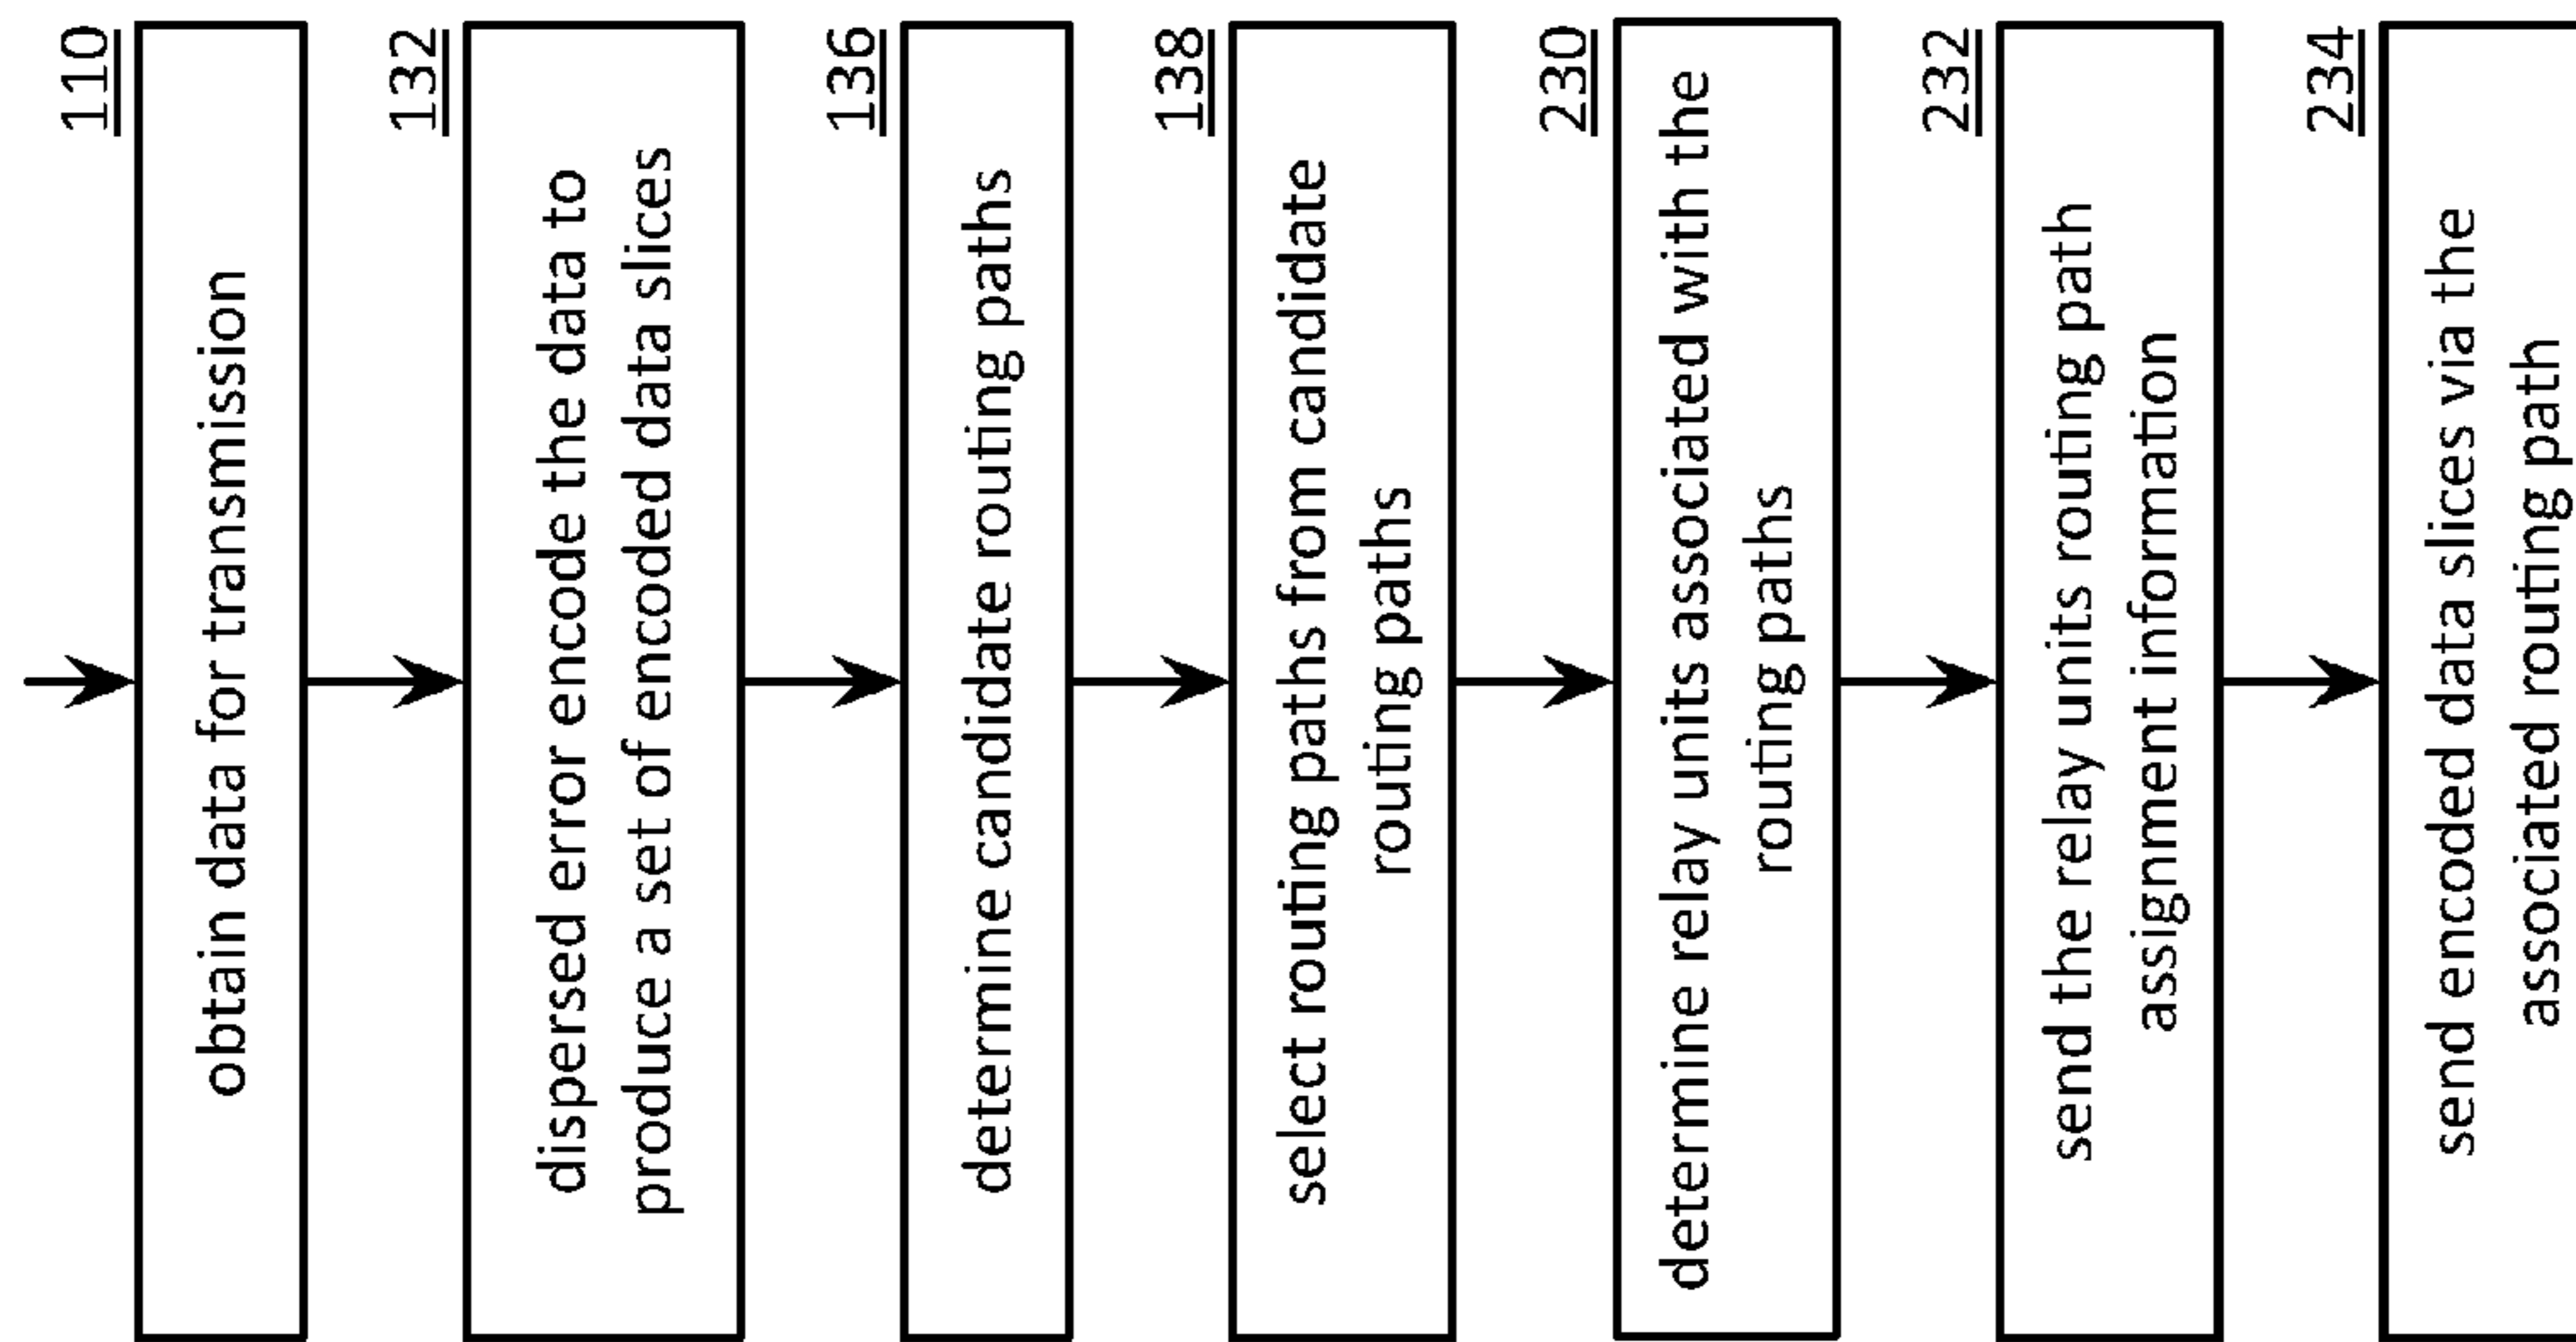 110
obtain data for transmission
132
dispersed error encode the data to
produce a set of encoded data slices
136
determine candidate routing paths
138
select routing paths from candidate
routing paths
230
determine relay units associated with the
routing paths
232
send the relay units routing path
assignment information
234
send encoded data slices via the
associated routing path